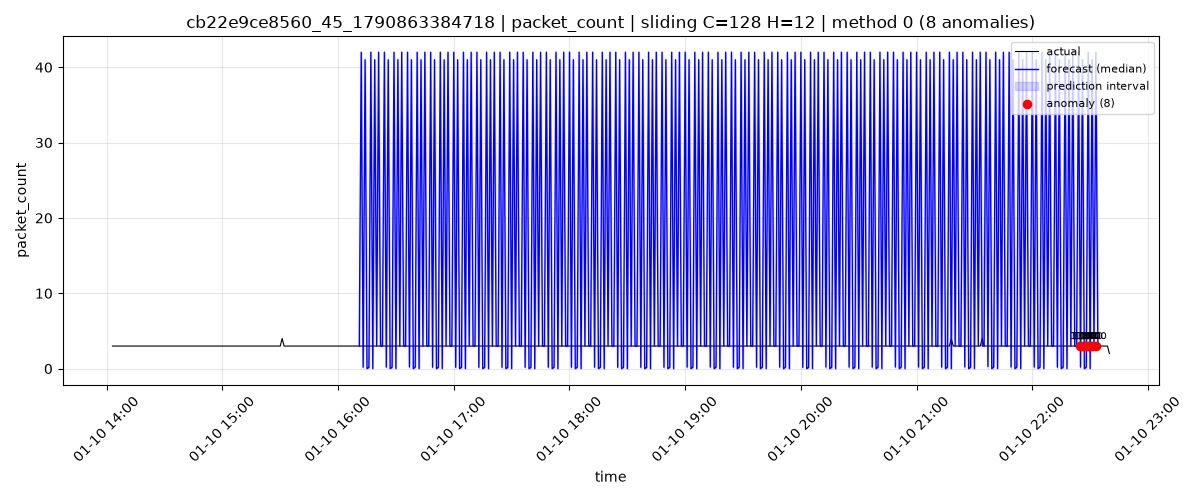 cb22e9ce8560_45_1790863384718 | packet_count | sliding C=128 H=12 | method 0 (8 anomalies)
actual
forecast (median)
prediction interval
anomaly (8)
packet_count
40
30
20
10
0
01-10 14:00
01-10 15:00
01-10 16:00
01-10 17:00
01-10 18:00
01-10 19:00
01-10 20:00
01-10 21:00
01-10 22:00
01-10 23:00
time